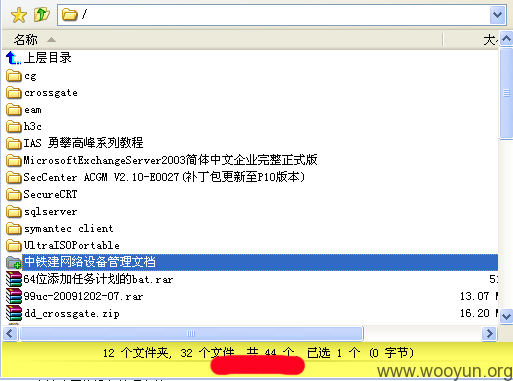 /
名称 大
上层目录
cg
crossgate
eam
h3c
IAS 勇攀高峰系列教程
MicrosoftExchangeServer2003简体中文企业完整正式版
SecCenter ACGM V2.10-E0027(补丁包更新至P10版本)
SecureCRT
sqlserver
symantec client
UltraISOPortable
中铁建网络设备管理文档
64位添加任务计划的bat.rar 51
99uc-20091202-07.rar 13.07 M
dd_crossgate.zip 16.20 M
12 个文件夹, 32 个文件, 共 44 个, 已选 1 个 (0 字节)
www.wooyun.org